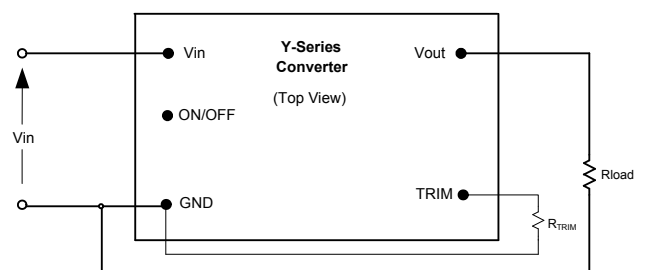 Y-Series
Converter
(Top View)
Vin
Vout
ON/OFF
Vin
Rload
TRIM
GND
RTRIM